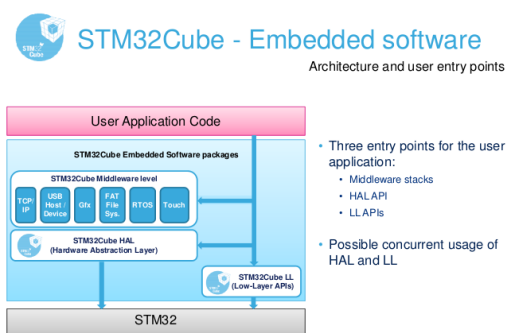 STM32
Cube
STM32Cube - Embedded software
Architecture and user entry points
User Application Code
STM32Cube Embedded Software packages
STM32Cube Middleware level
TCP/
IP
USB
Host /
Device
Gfx
FAT
File
Sys.
RTOS
Touch
STM32Cube HAL
(Hardware Abstraction Layer)
STM32Cube LL
(Low-Layer APIs)
STM32
• Three entry points for the user
application:
• Middleware stacks
• HAL API
• LL APIs
• Possible concurrent usage of
HAL and LL